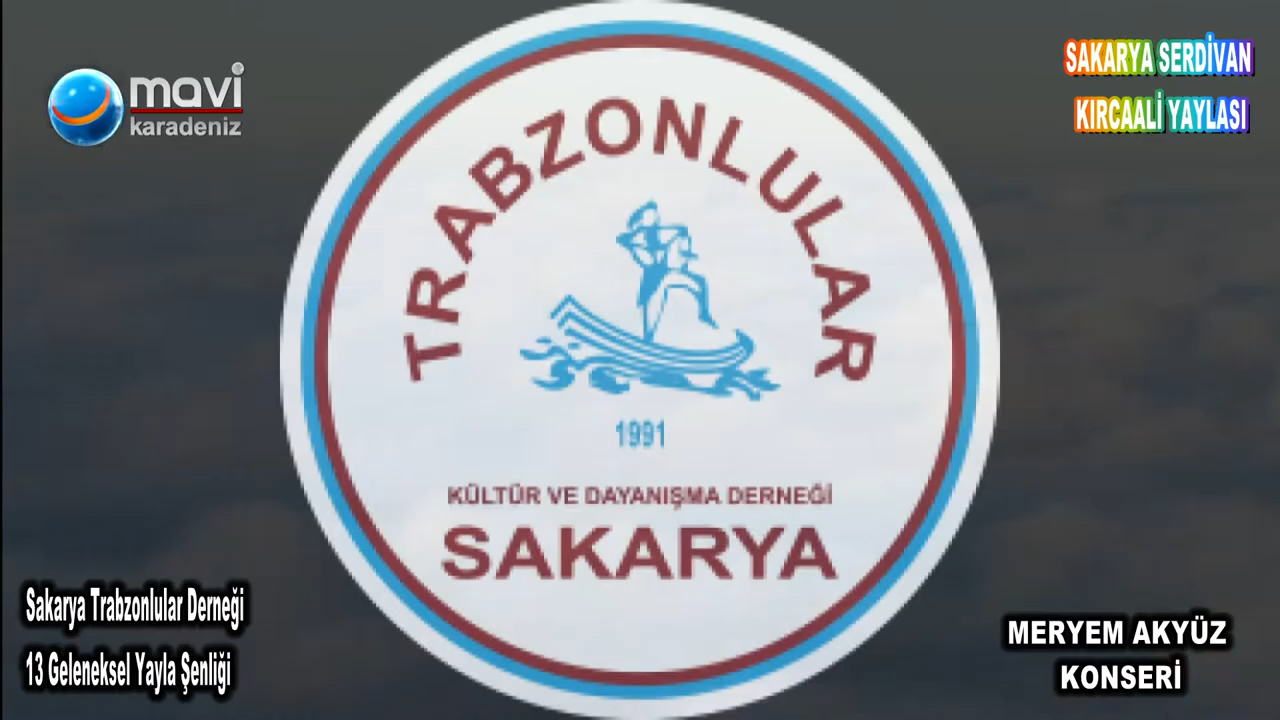 mavi
karadeniz
SAKARYA SERDİVAN
KIRCAALİ YAYLASI
TRABZONLULAR
1991
KÜLTÜR VE DAYANIŞMA DERNEĞİ
SAKARYA
Sakarya Trabzonlular Derneği
13 Geleneksel Yayla Şenliği
MERYEM AKYÜZ
KONSERİ